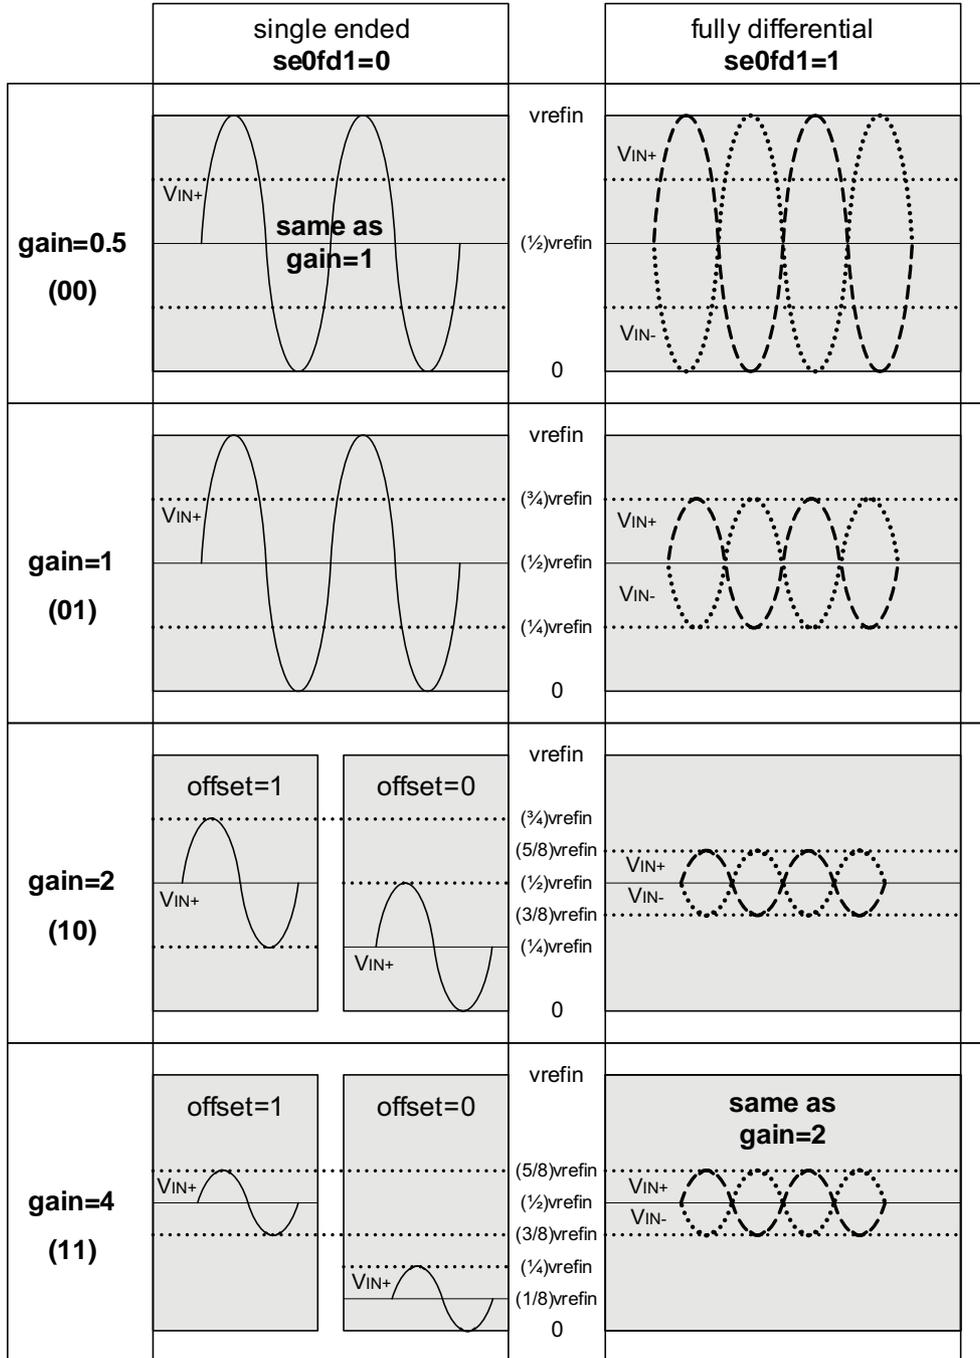 single ended
se0fd1=0
fully differential
se0fd1=1
gain=0.5
(00)
VIN+
same as
gain=1
vrefin
(½)vrefin
0
VIN+
VIN-
gain=1
(01)
VIN+
vrefin
(¾)vrefin
(½)vrefin
(¼)vrefin
0
VIN+
VIN-
gain=2
(10)
offset=1
VIN+
offset=0
VIN+
vrefin
(¾)vrefin
(5/8)vrefin
(½)vrefin
(3/8)vrefin
(¼)vrefin
0
VIN+
VIN-
gain=4
(11)
offset=1
VIN+
offset=0
VIN+
vrefin
(5/8)vrefin
(½)vrefin
(3/8)vrefin
(¼)vrefin
(1/8)vrefin
0
same as
gain=2
VIN+
VIN-